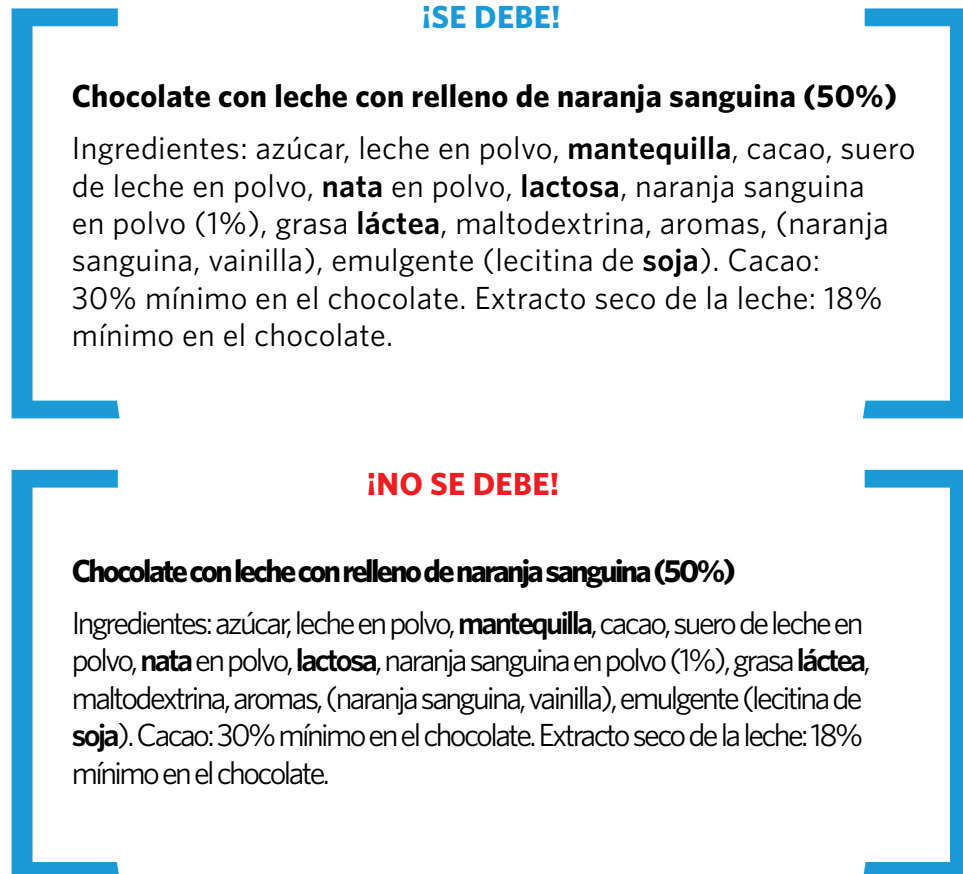 ¡SE DEBE!
Chocolate con leche con relleno de naranja sanguina (50%)
Ingredientes: azúcar, leche en polvo, mantequilla, cacao, suero
de leche en polvo, nata en polvo, lactosa, naranja sanguina
en polvo (1%), grasa láctea, maltodextrina, aromas, (naranja
sanguina, vainilla), emulgente (lecitina de soja). Cacao:
30% mínimo en el chocolate. Extracto seco de la leche: 18%
mínimo en el chocolate.
¡NO SE DEBE!
Chocolate con leche con relleno de naranja sanguina (50%)
Ingredientes: azúcar, leche en polvo, mantequilla, cacao, suero de leche en
polvo, nata en polvo, lactosa, naranja sanguina en polvo (1%), grasa láctea,
maltodextrina, aromas, (naranja sanguina, vainilla), emulgente (lecitina de
soja). Cacao: 30% mínimo en el chocolate. Extracto seco de la leche: 18%
mínimo en el chocolate.